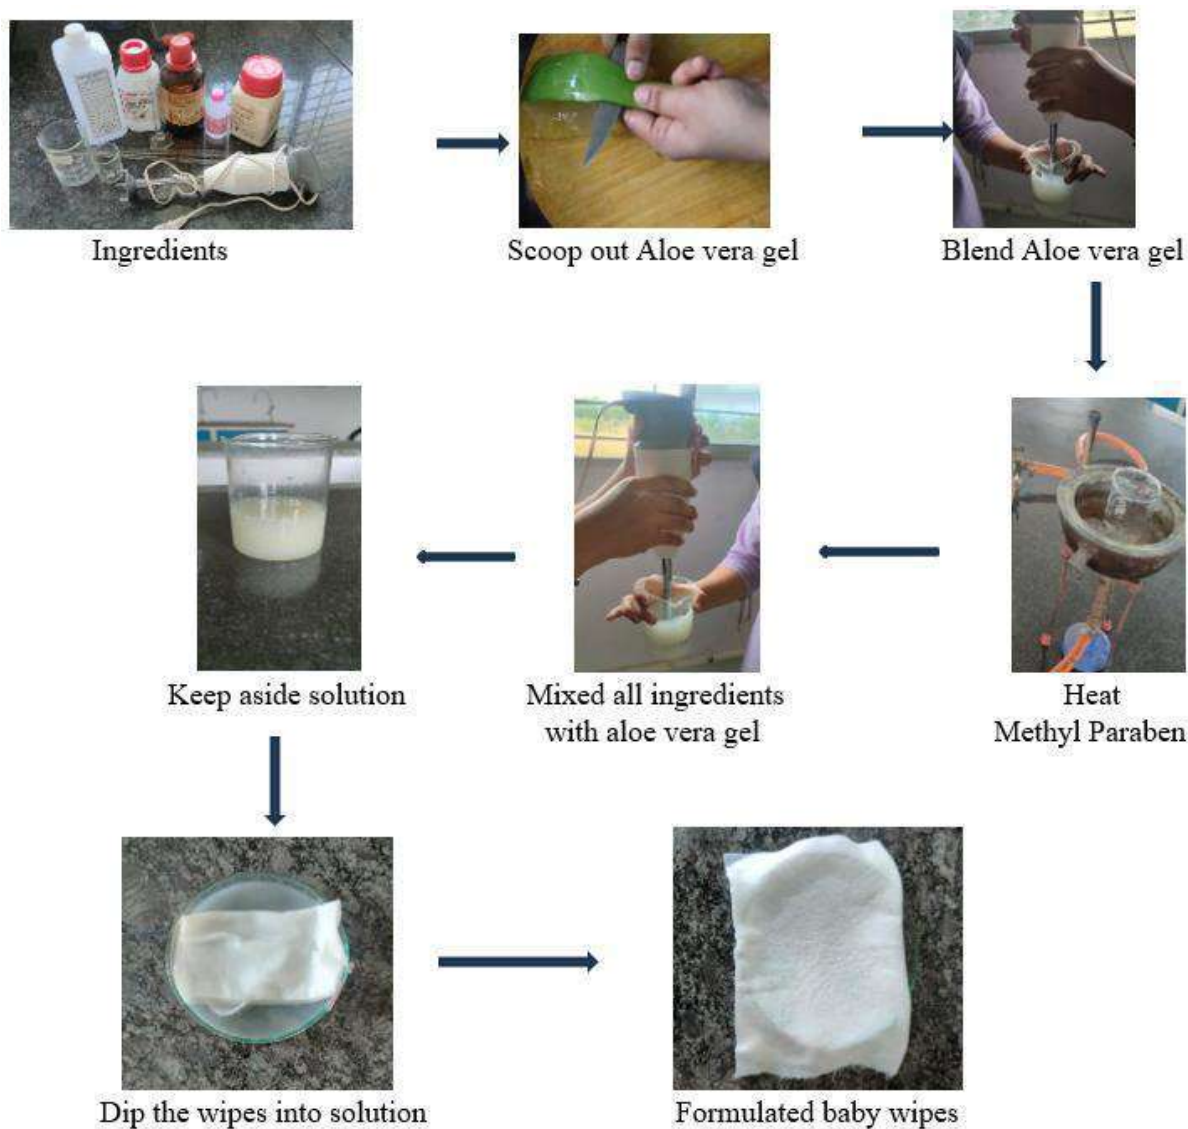 Ingredients
Scoop out Aloe vera gel
Blend Aloe vera gel
Heat
Methyl Paraben
Mixed all ingredients
with aloe vera gel
Keep aside solution
Dip the wipes into solution
Formulated baby wipes